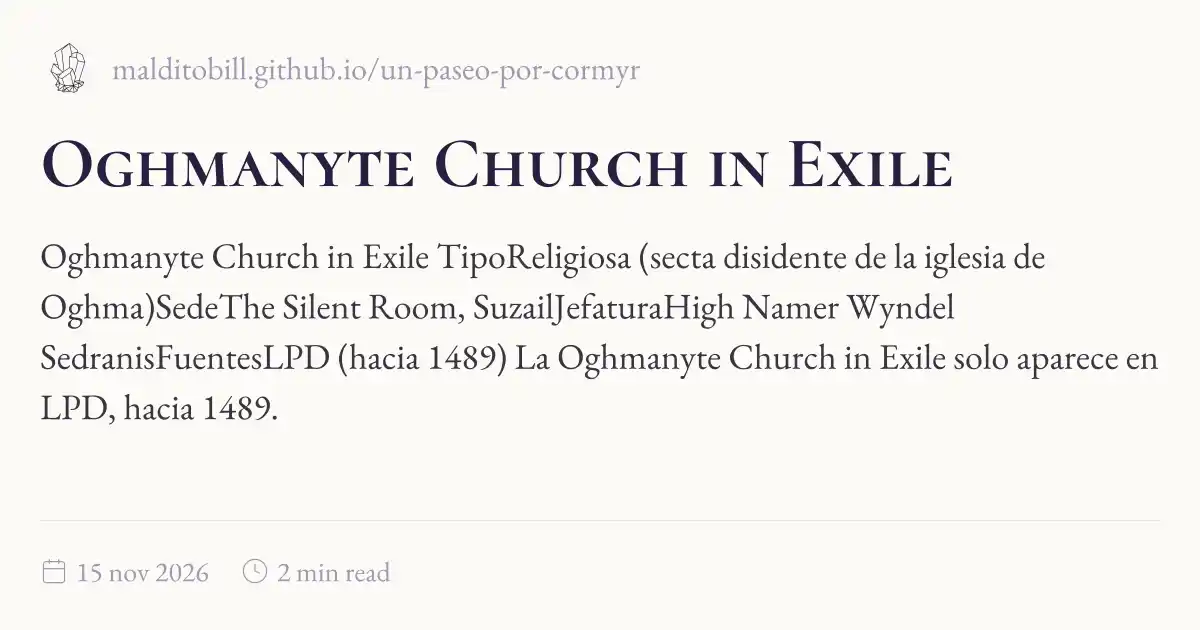 malditobill.github.io/un-paseo-por-cormyr
Oghmanyte Church in Exile
Oghmanyte Church in Exile TipoReligiosa (secta disidente de la iglesia de
Oghma)SedeThe Silent Room, SuzailJefaturaHigh Namer Wyndel
SedranisFuentesLPD (hacia 1489) La Oghmanyte Church in Exile solo aparece en
LPD, hacia 1489.
15 nov 2026 2 min read